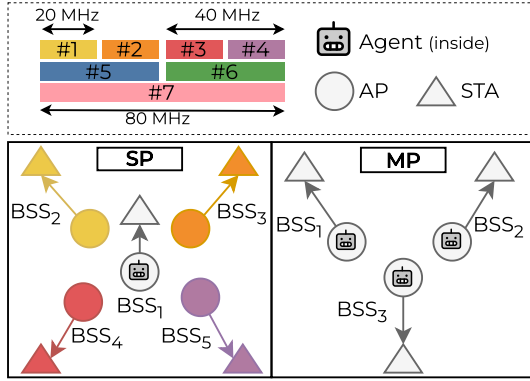 20 MHz 40 MHz
#1 #2 #3 #4
#5 #6
#7
80 MHz
Agent (inside)
AP STA
SP
BSS2 BSS3
BSS1
BSS4 BSS5
MP
BSS1 BSS2
BSS3